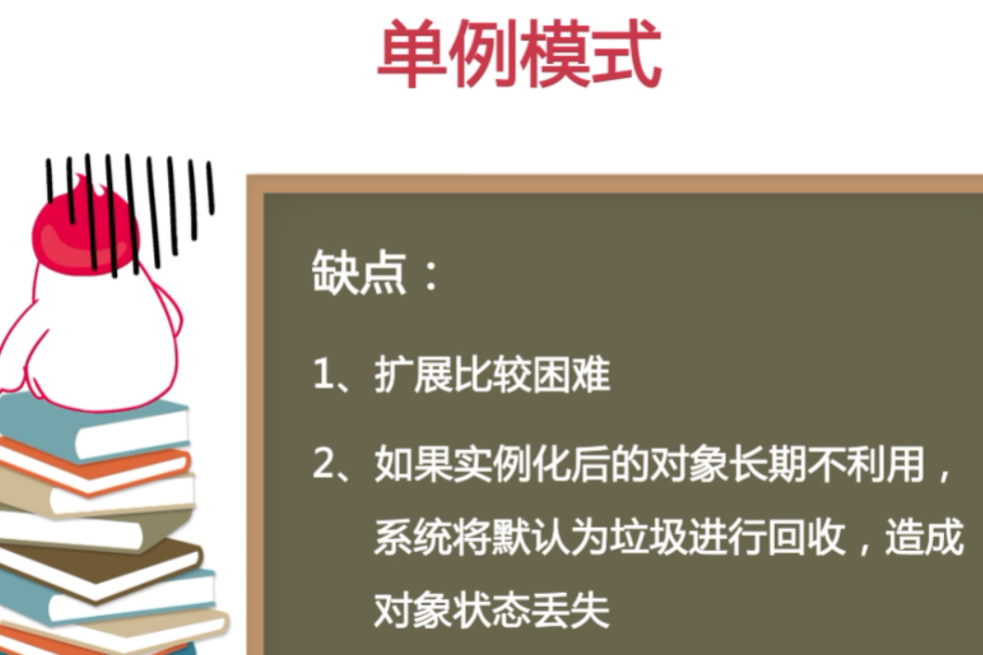 单例模式
缺点：
1、扩展比较困难
2、如果实例化后的对象长期不利用，
系统将默认为垃圾进行回收，造成
对象状态丢失